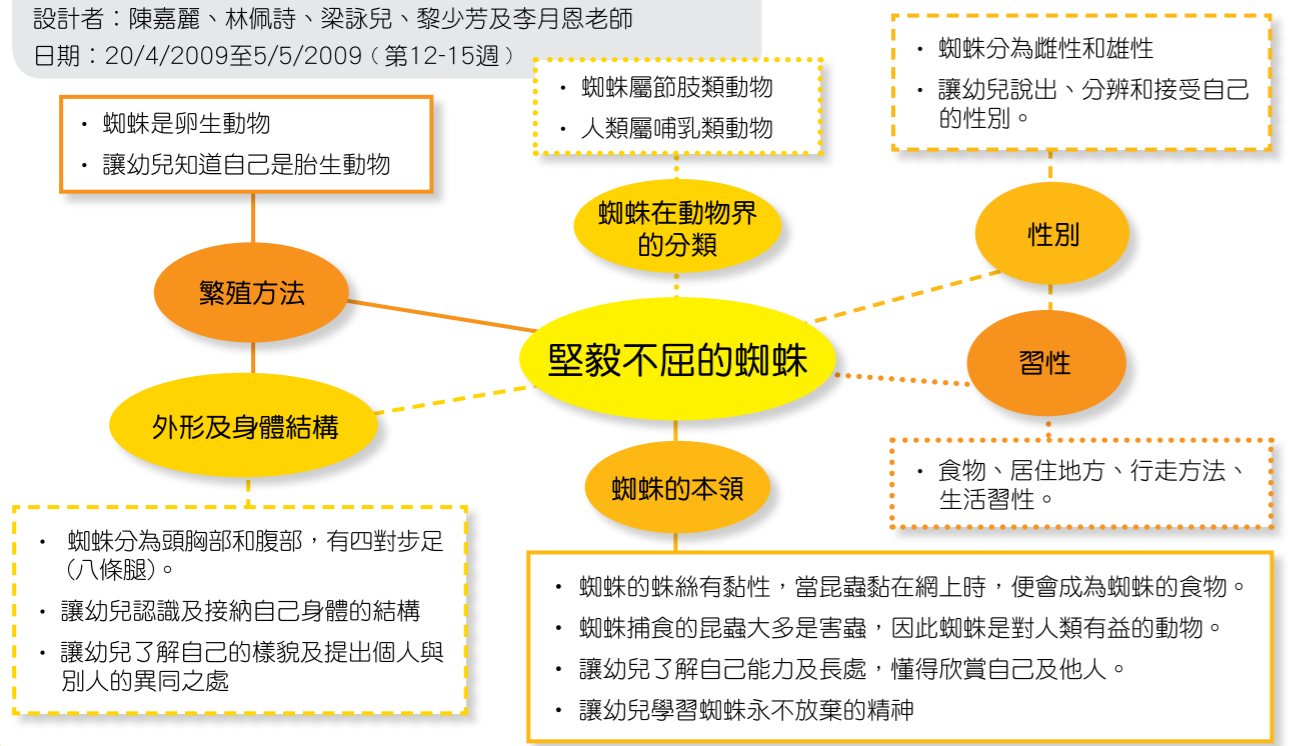 設計者：陳嘉麗、林佩詩、梁詠兒、黎少芳及李月恩老師
日期：20/4/2009至5/5/2009（第12-15週）
• 蜘蛛是卵生動物
• 讓幼兒知道自己是胎生動物
• 蜘蛛屬節肢類動物
• 人類屬哺乳類動物
• 蜘蛛分為雌性和雄性
• 讓幼兒說出、分辨和接受自己
的性別。
蜘蛛在動物界
的分類
性別
繁殖方法
堅毅不屈的蜘蛛
習性
外形及身體結構
蜘蛛的本領
• 食物、居住地方、行走方法、
生活習性。
• 蜘蛛分為頭胸部和腹部，有四對步足
(八條腿)。
• 讓幼兒認識及接納自己身體的結構
• 讓幼兒了解自己的樣貌及提出個人與
別人的異同之處
• 蜘蛛的蛛絲有黏性，當昆蟲黏在網上時，便會成為蜘蛛的食物。
• 蜘蛛捕食的昆蟲大多是害蟲，因此蜘蛛是對人類有益的動物。
• 讓幼兒了解自己能力及長處，懂得欣賞自己及他人。
• 讓幼兒學習蜘蛛永不放棄的精神